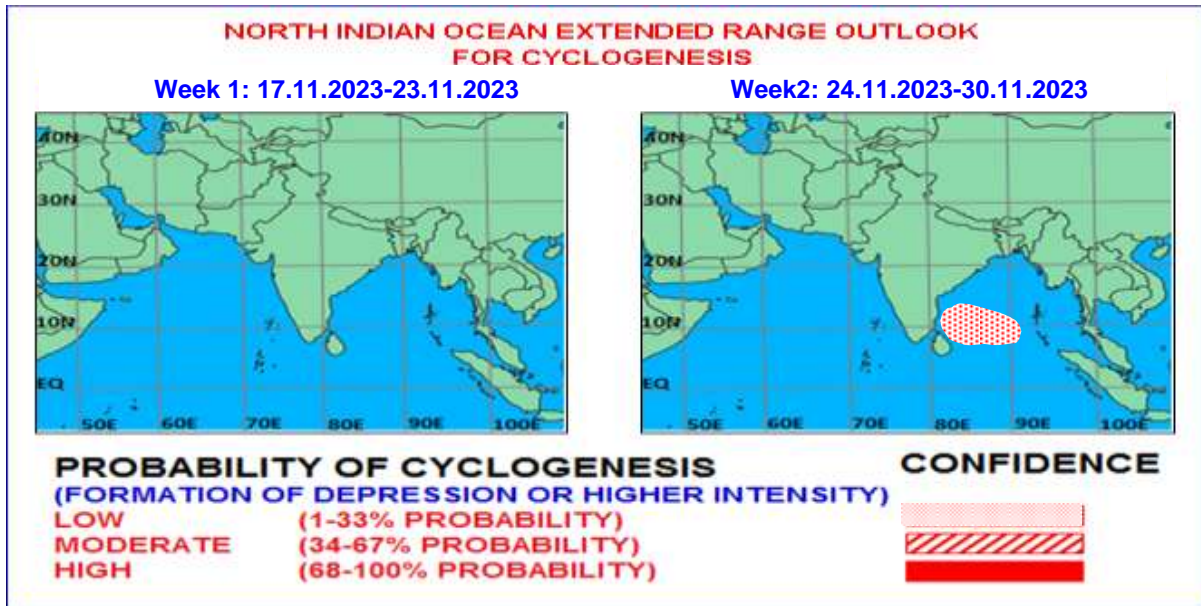 NORTH INDIAN OCEAN EXTENDED RANGE OUTLOOK
FOR CYCLOGENESIS
Week 1: 17.11.2023-23.11.2023
Week2: 24.11.2023-30.11.2023
40N
30N
20N
10N
EQ
50E 60E 70E 80E 90E 100E
40N
30N
20N
10N
EQ
50E 60E 70E 80E 90E 100E
PROBABILITY OF CYCLOGENESIS CONFIDENCE
(FORMATION OF DEPRESSION OR HIGHER INTENSITY)
LOW (1-33% PROBABILITY)
MODERATE (34-67% PROBABILITY)
HIGH (68-100% PROBABILITY)